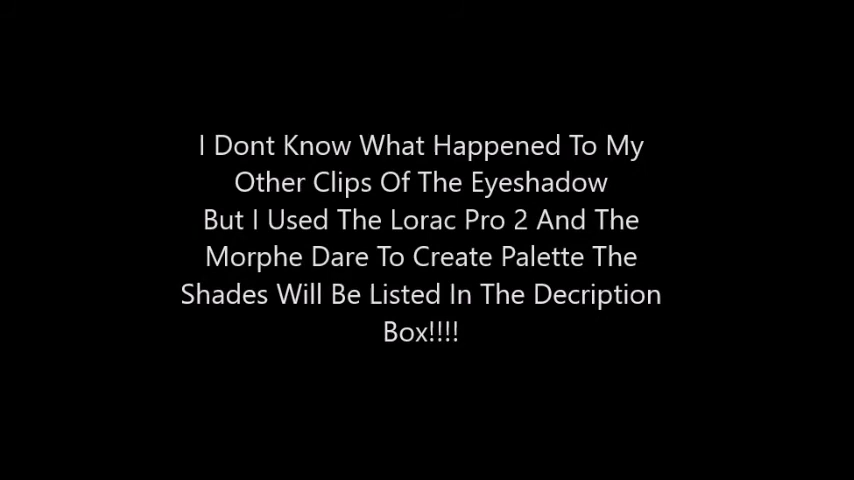 I Dont Know What Happened To My
Other Clips Of The Eyeshadow
But I Used The Lorac Pro 2 And The
Morphe Dare To Create Palette The
Shades Will Be Listed In The Decription
Box!!!!